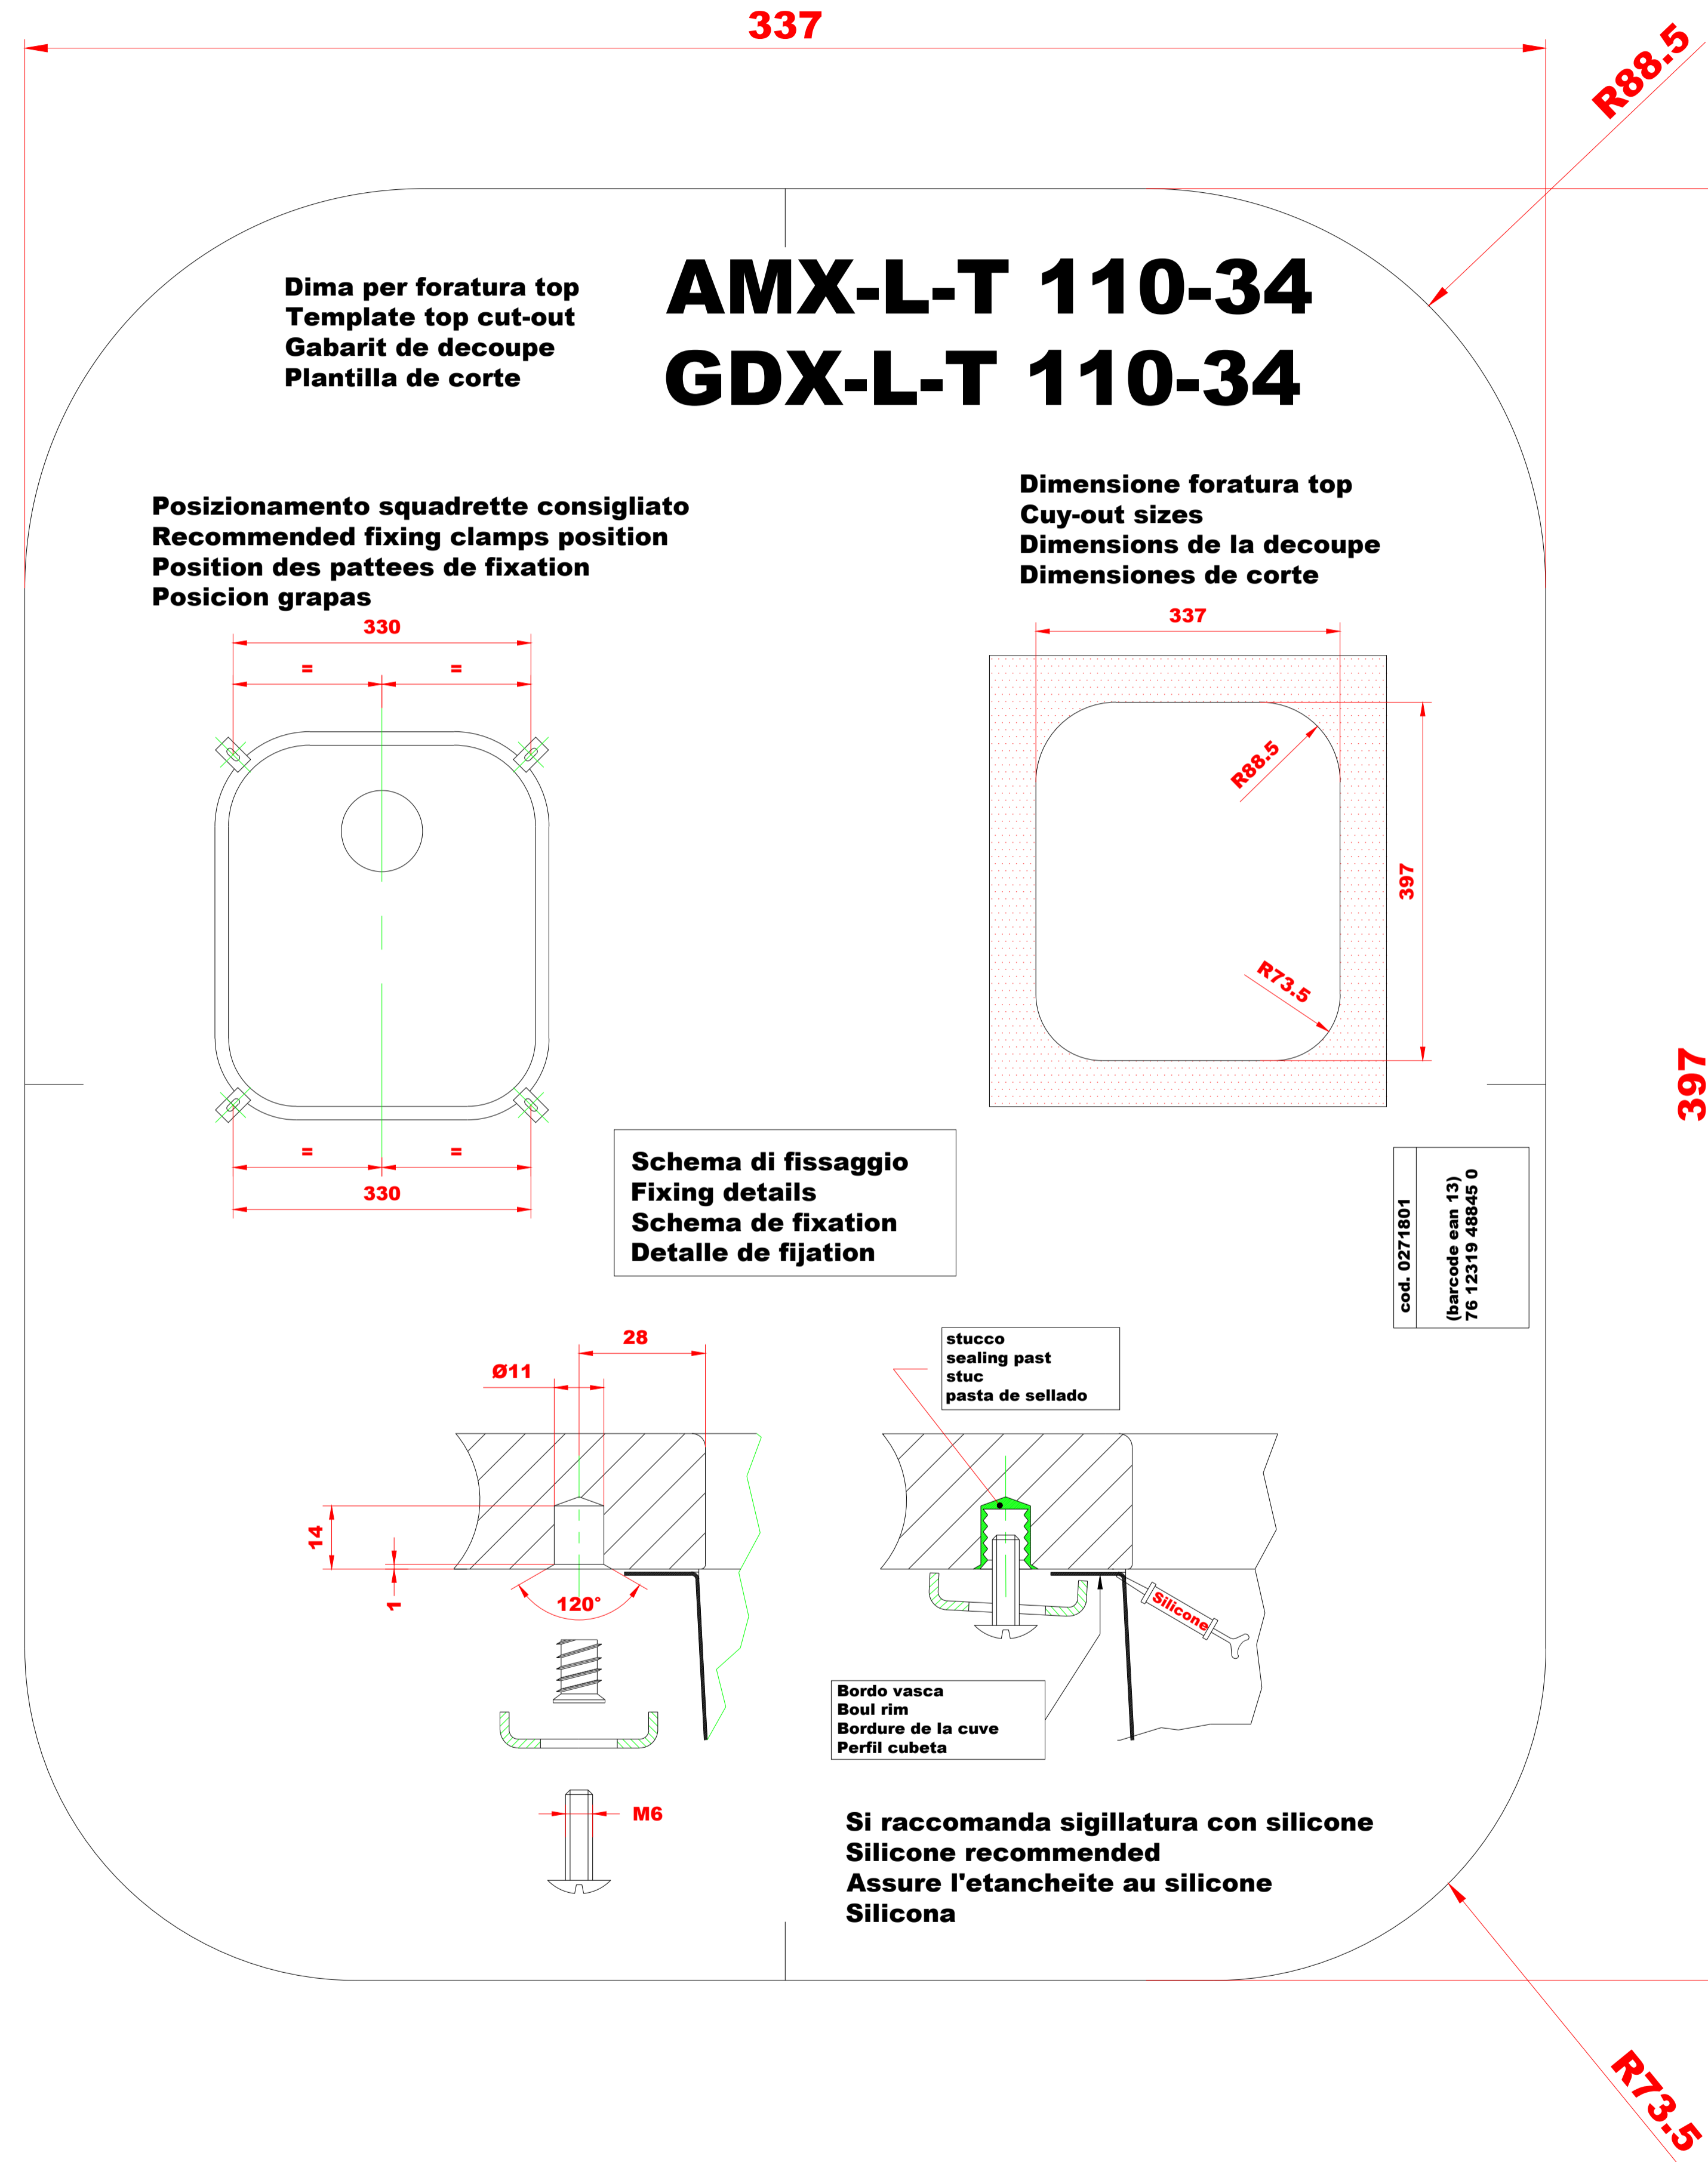 337
R88.5
Dima per foratura top
Template top cut-out
Gabarit de decoupe
Plantilla de corte
AMX-L-T 110-34
GDX-L-T 110-34
Posizionamento squadrette consigliato
Recommended fixing clamps position
Position des pattees de fixation
Posicion grapas
330
= =
= =
330
Dimensione foratura top
Cuy-out sizes
Dimensions de la decoupe
Dimensiones de corte
337
R88.5
397
R73.5
397
Schema di fissaggio
Fixing details
Schema de fixation
Detalle de fijation
cod. 0271801
(barcode ean 13)
76 12319 48845 0
28
Ø11
14
1
120°
M6
stucco
sealing past
stuc
pasta de sellado
Silicone
Bordo vasca
Boul rim
Bordure de la cuve
Perfil cubeta
Si raccomanda sigillatura con silicone
Silicone recommended
Assure l'etancheite au silicone
Silicona
R73.5